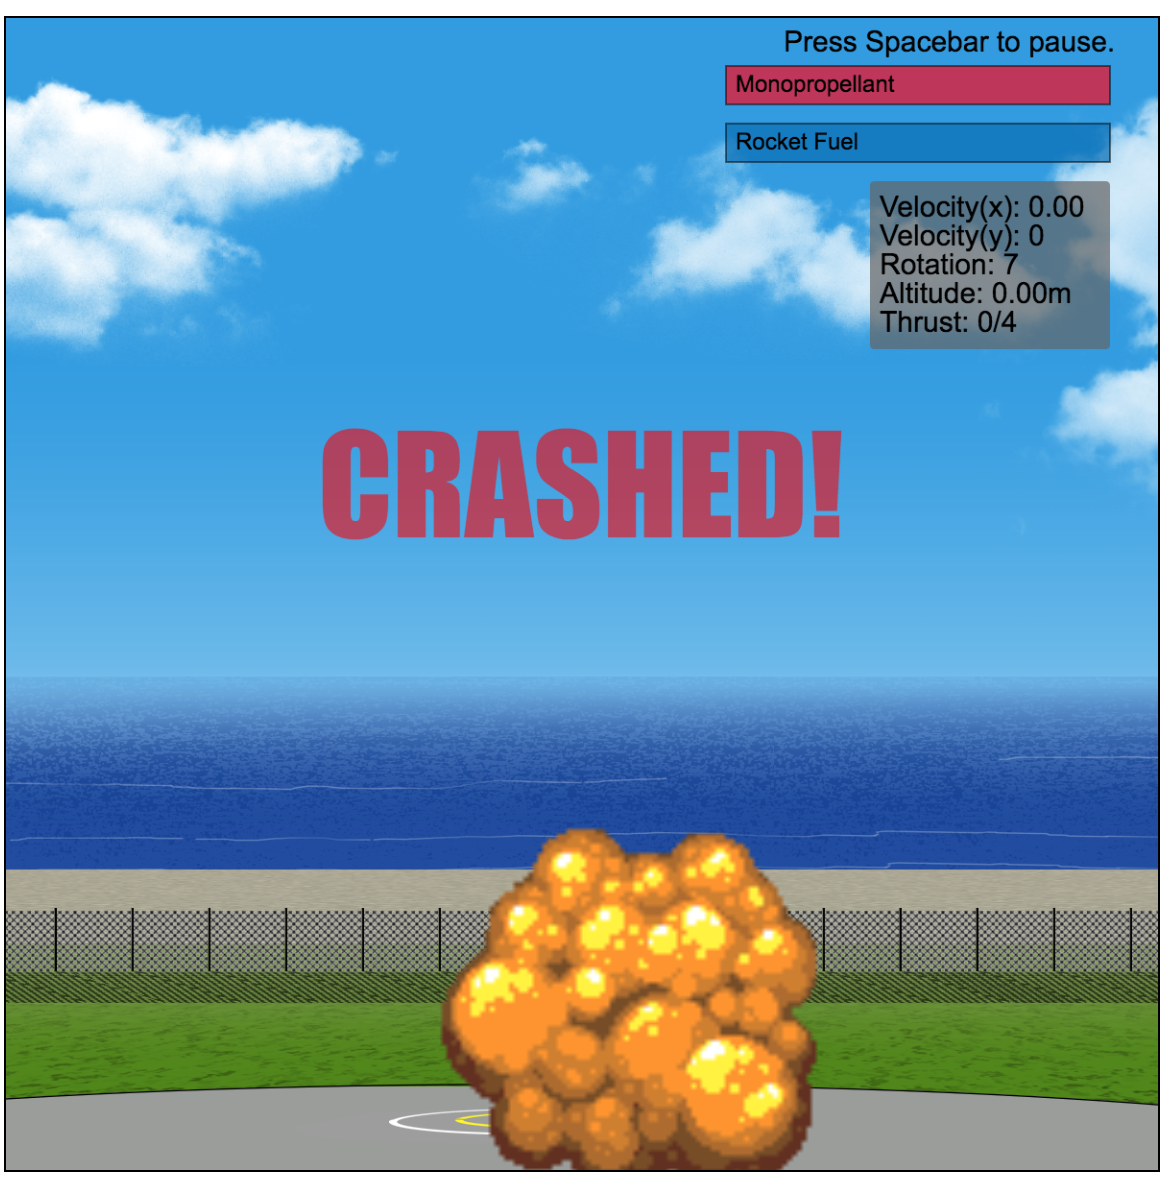 Press Spacebar to pause.
Monopropellant
Rocket Fuel
Velocity(x): 0.00
Velocity(y): 0
Rotation: 7
Altitude: 0.00m
Thrust: 0/4
CRASHED!